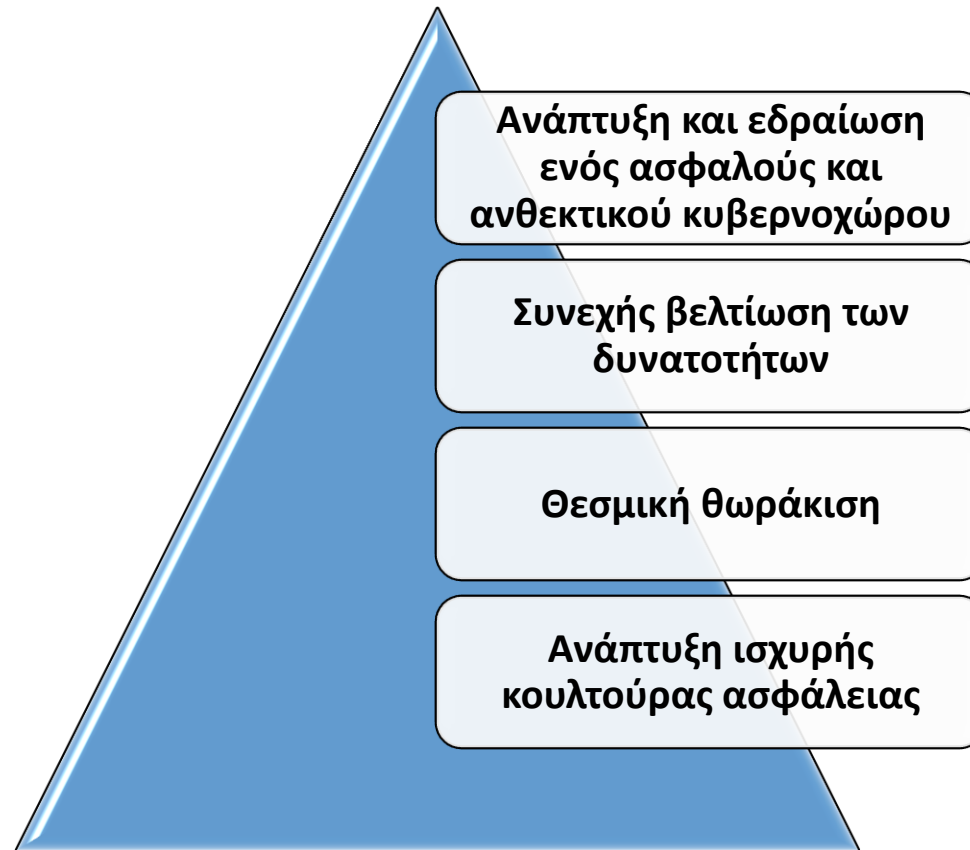 Ανάπτυξη και εδραίωση
ενός ασφαλούς και
ανθεκτικού κυβερνοχώρου
Συνεχής βελτίωση των
δυνατοτήτων
Θεσμική θωράκιση
Ανάπτυξη ισχυρής
κουλτούρας ασφάλειας